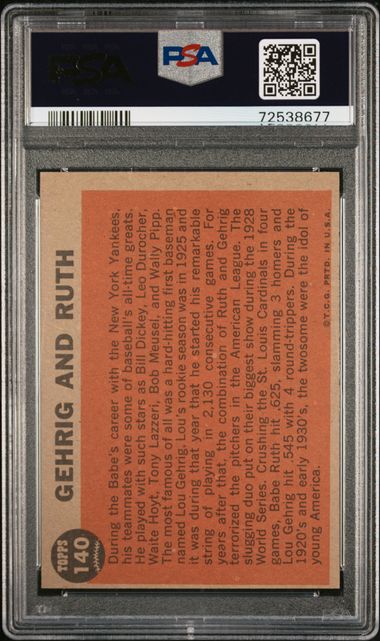 PSA
PSA
72538677
TOPPS
140
GEHRIG AND RUTH
During the Babe's career with the New York Yankees,
his teammates were some of baseball's all-time greats.
He played with such stars as Bill Dickey, Leo Durocher,
Waite Hoyt, Tony Lazzeri, Bob Meusel, and Wally Pipp.
The most famous of all was a hard-hitting first baseman
named Lou Gehrig. Lou's rookie season was in 1925 and
it was during that year that he started his remarkable
string of playing in 2,130 consecutive games. For
years after that, the combination of Ruth and Gehrig
terrorized the pitchers in the American League. The
slugging duo put on their biggest show during the 1928
World Series. Crushing the St. Louis Cardinals in four
games, Babe Ruth hit .625, slamming 3 homers and
Lou Gehrig hit .545 with 4 round-trippers. During the
1920's and early 1930's, the twosome were the idol of
young America.
©T.C.G. PRTD. IN U.S.A.